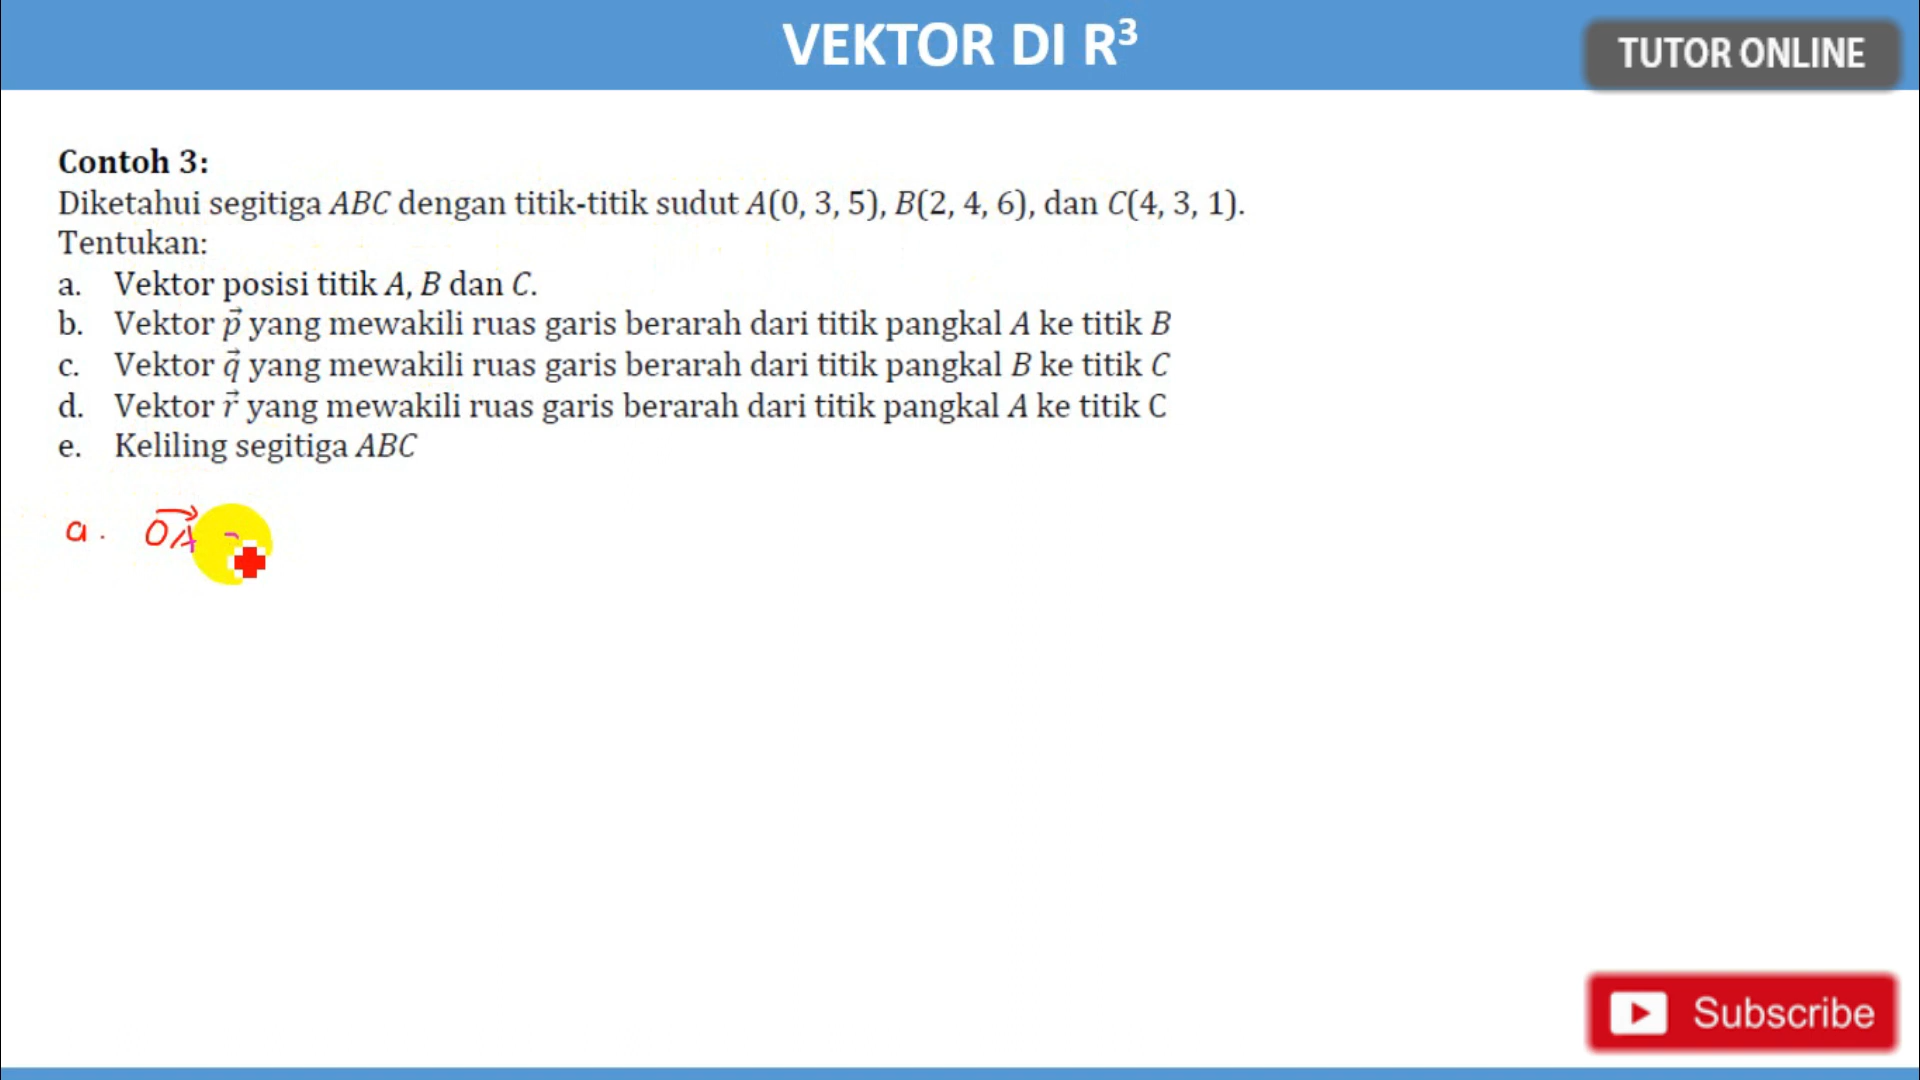 VEKTOR DI R³
TUTOR ONLINE
Contoh 3:
Diketahui segitiga ABC dengan titik-titik sudut A(0, 3, 5), B(2, 4, 6), dan C(4, 3, 1).
Tentukan:
a. Vektor posisi titik A, B dan C.
b. Vektor p⃗ yang mewakili ruas garis berarah dari titik pangkal A ke titik B
c. Vektor q⃗ yang mewakili ruas garis berarah dari titik pangkal B ke titik C
d. Vektor r⃗ yang mewakili ruas garis berarah dari titik pangkal A ke titik C
e. Keliling segitiga ABC
a. O⃗A⃗
Subscribe